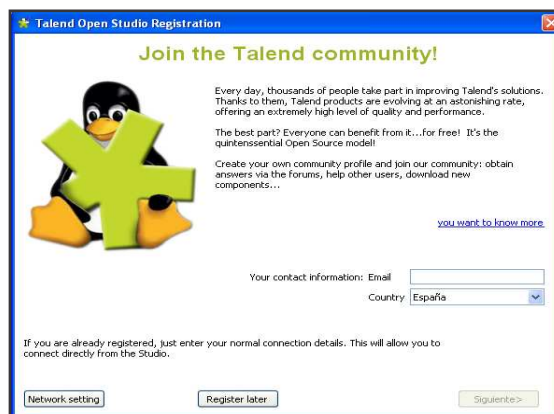 Talend Open Studio Registration
Join the Talend community!
Every day, thousands of people take part in improving Talend's solutions.
Thanks to them, Talend products are evolving at an astonishing rate,
offering an extremely high level of quality and performance.
The best part? Everyone can benefit from it...for free! It's the
quintenssential Open Source model!
Create your own community profile and join our community: obtain
answers via the forums, help other users, download new
components...
you want to know more
Your contact information: Email
Country España
If you are already registered, just enter your normal connection details. This will allow you to
connect directly from the Studio.
Network setting Register later Siguiente>